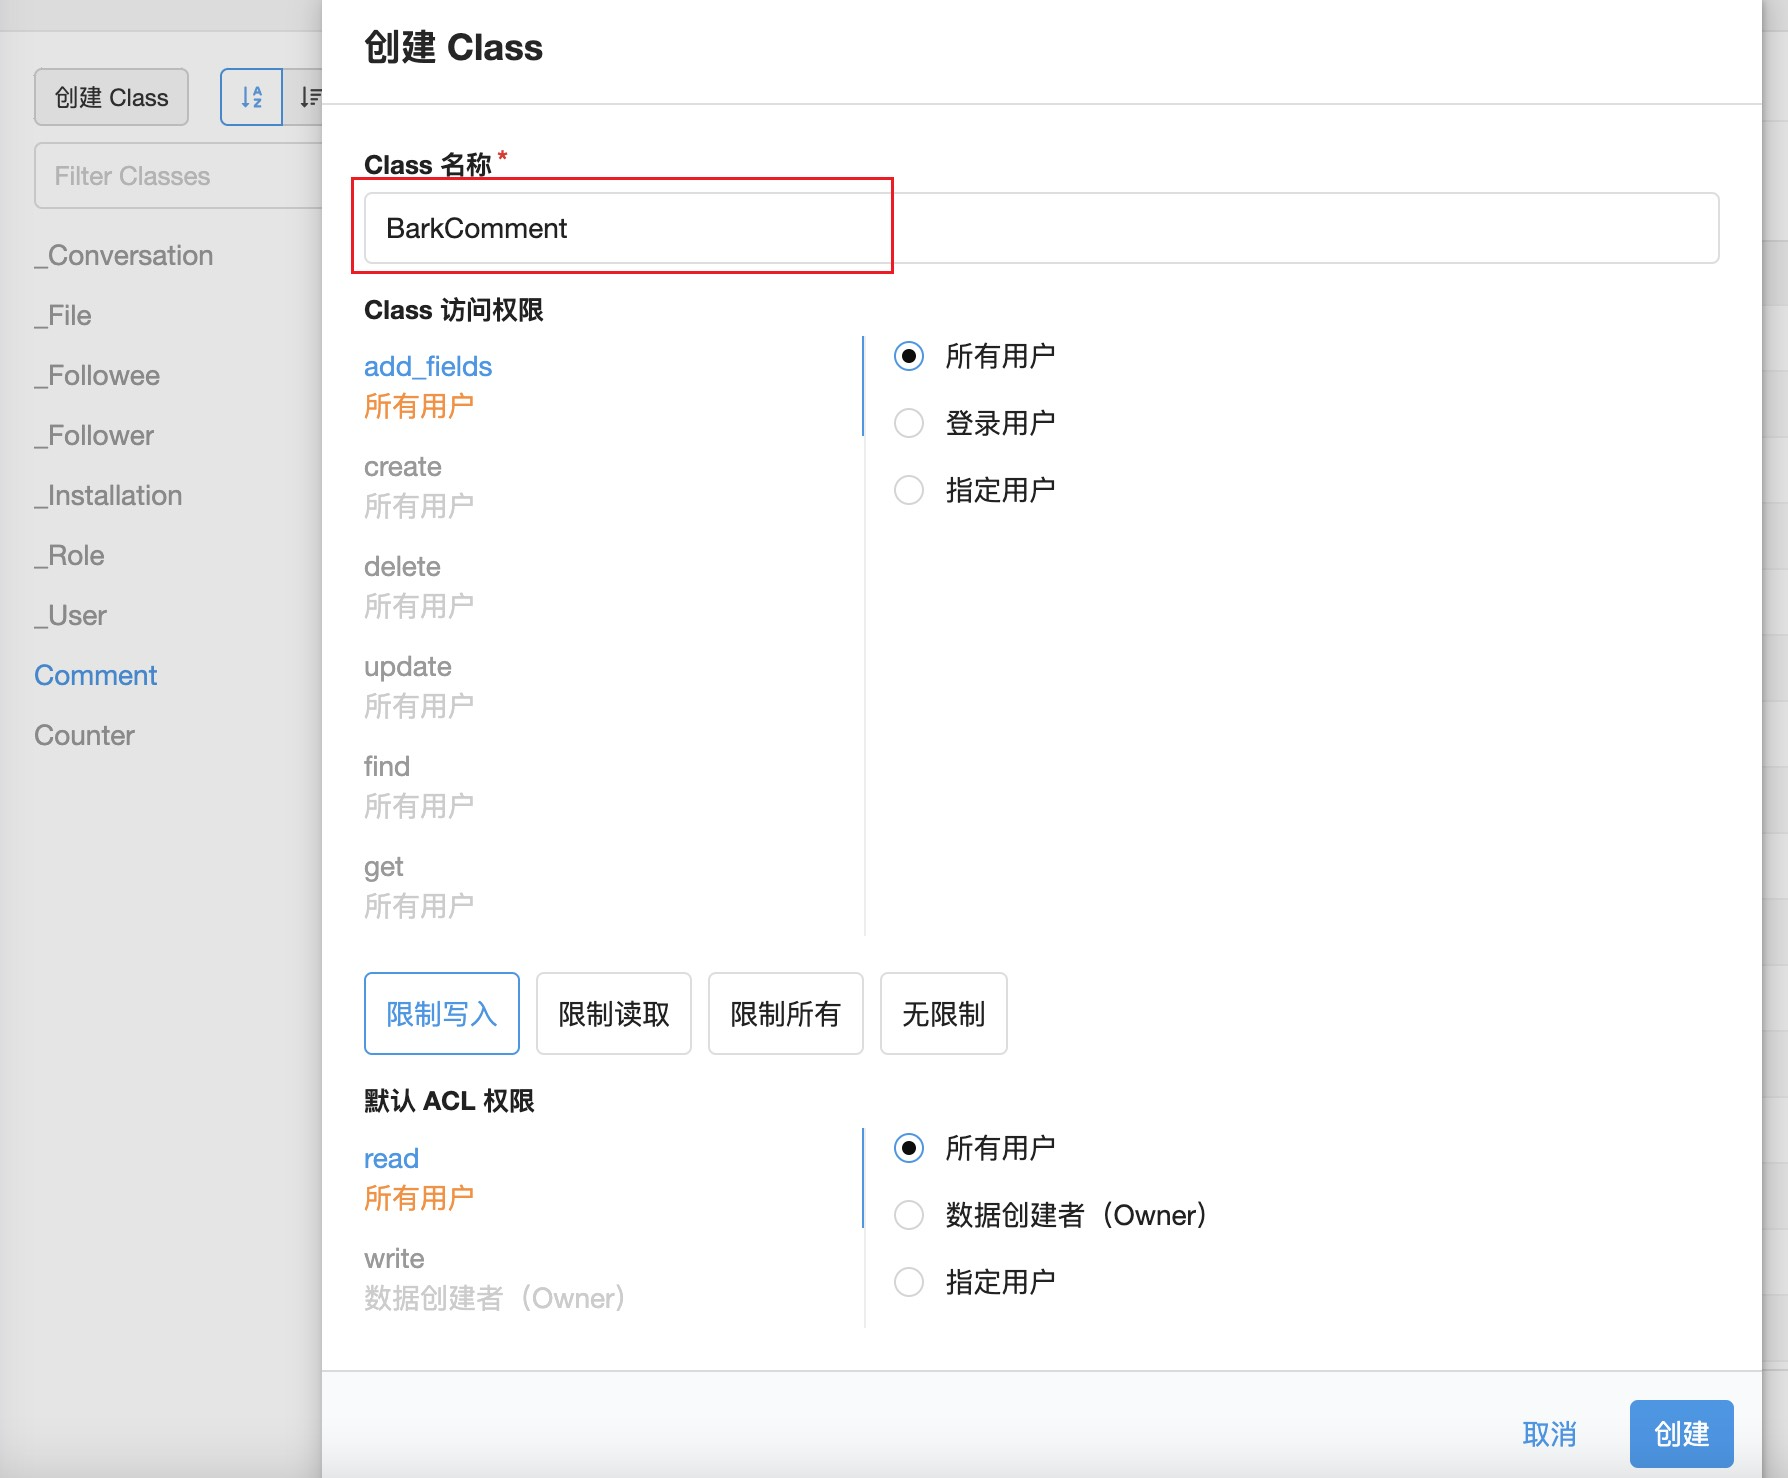 创建 Class
Filter Classes
_Conversation
_File
_Followee
_Follower
_Installation
_Role
_User
Comment
Counter
创建 Class
Class 名称 *
BarkComment
Class 访问权限
add_fields
所有用户
create
所有用户
delete
所有用户
update
所有用户
find
所有用户
get
所有用户
所有用户
登录用户
指定用户
限制写入 限制读取 限制所有 无限制
默认 ACL 权限
read
所有用户
write
数据创建者（Owner）
所有用户
数据创建者（Owner）
指定用户
取消 创建